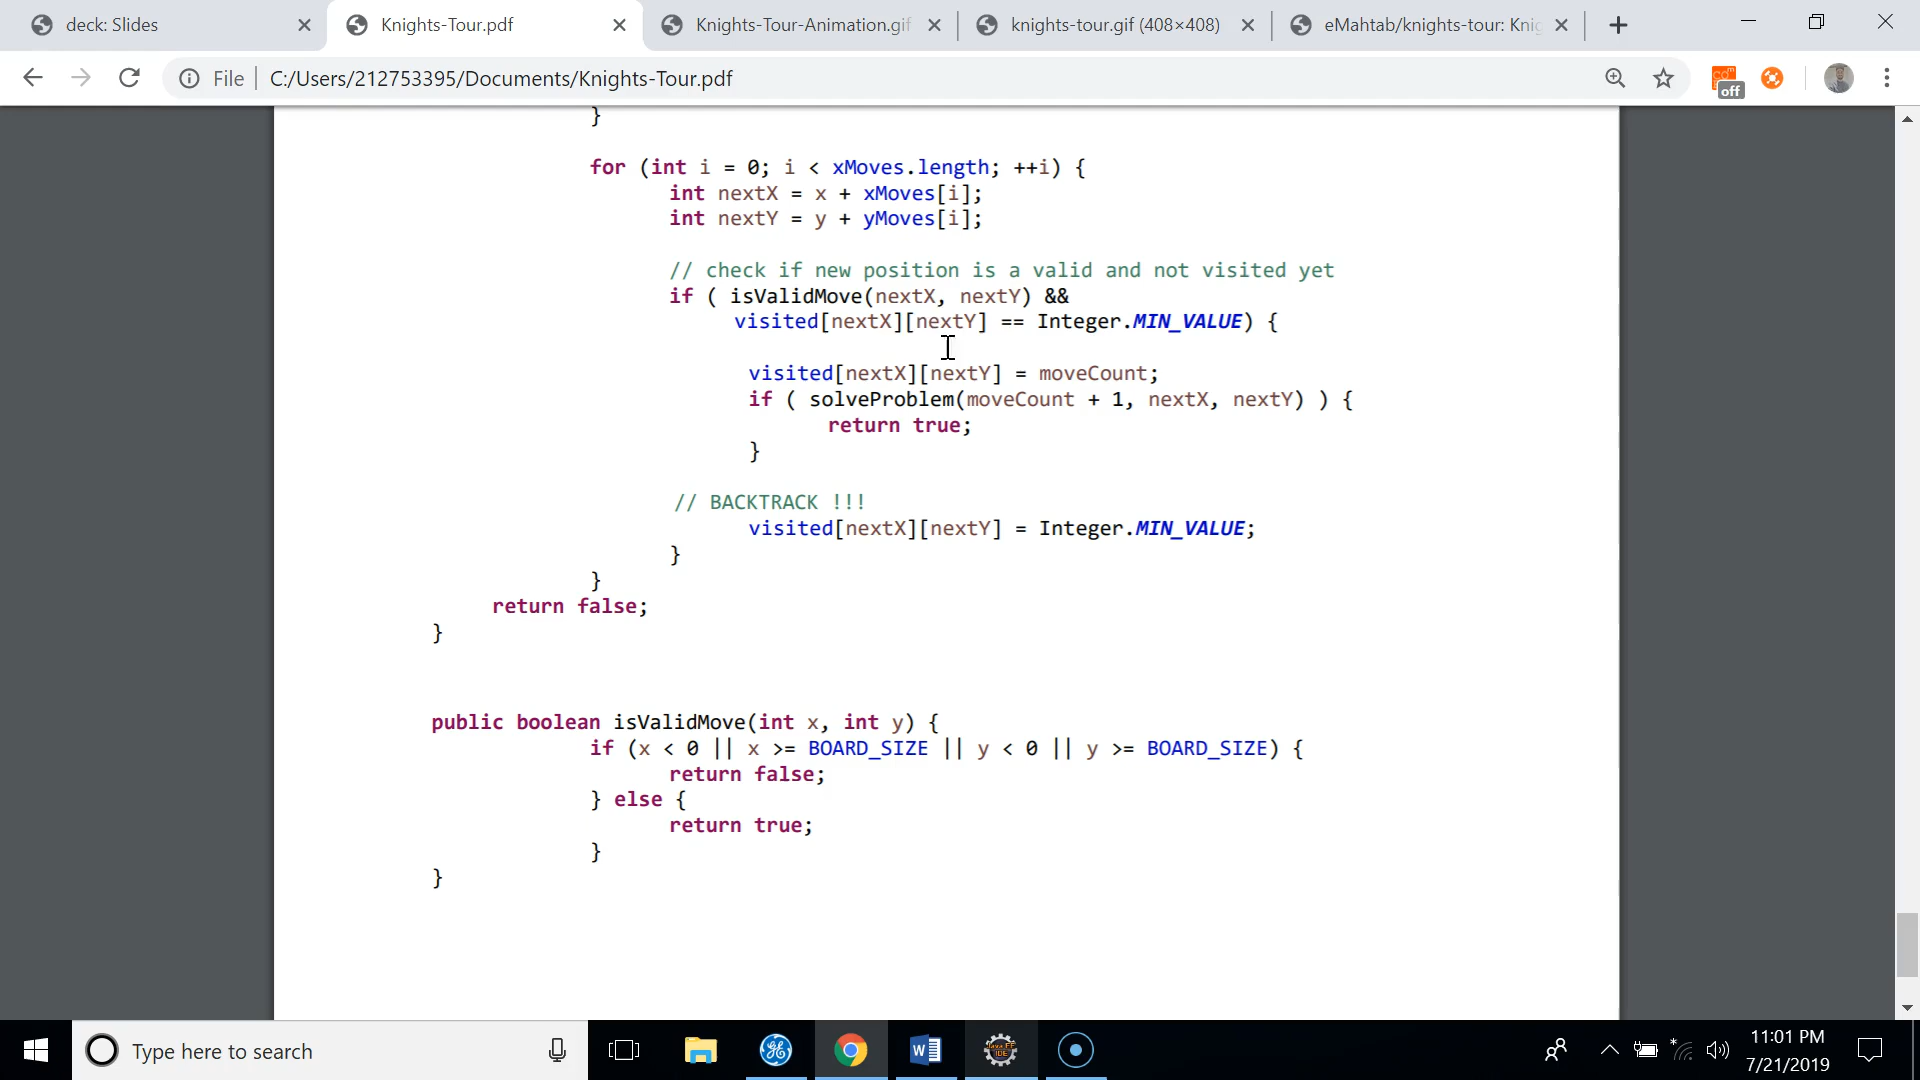 deck: Slides
Knights-Tour.pdf
Knights-Tour-Animation.gif
knights-tour.gif (408×408)
eMahtab/knights-tour: Knig
File
C:/Users/212753395/Documents/Knights-Tour.pdf
off
}
for (int i = 0; i < xMoves.length; ++i) {
int nextX = x + xMoves[i];
int nextY = y + yMoves[i];
// check if new position is a valid and not visited yet
if ( isValidMove(nextX, nextY) &&
visited[nextX][nextY] == Integer.MIN_VALUE) {
visited[nextX][nextY] = moveCount;
if ( solveProblem(moveCount + 1, nextX, nextY) ) {
return true;
}
// BACKTRACK !!!
visited[nextX][nextY] = Integer.MIN_VALUE;
}
}
return false;
}
public boolean isValidMove(int x, int y) {
if (x < 0 || x >= BOARD_SIZE || y < 0 || y >= BOARD_SIZE) {
return false;
} else {
return true;
}
}
Type here to search
11:01 PM
7/21/2019